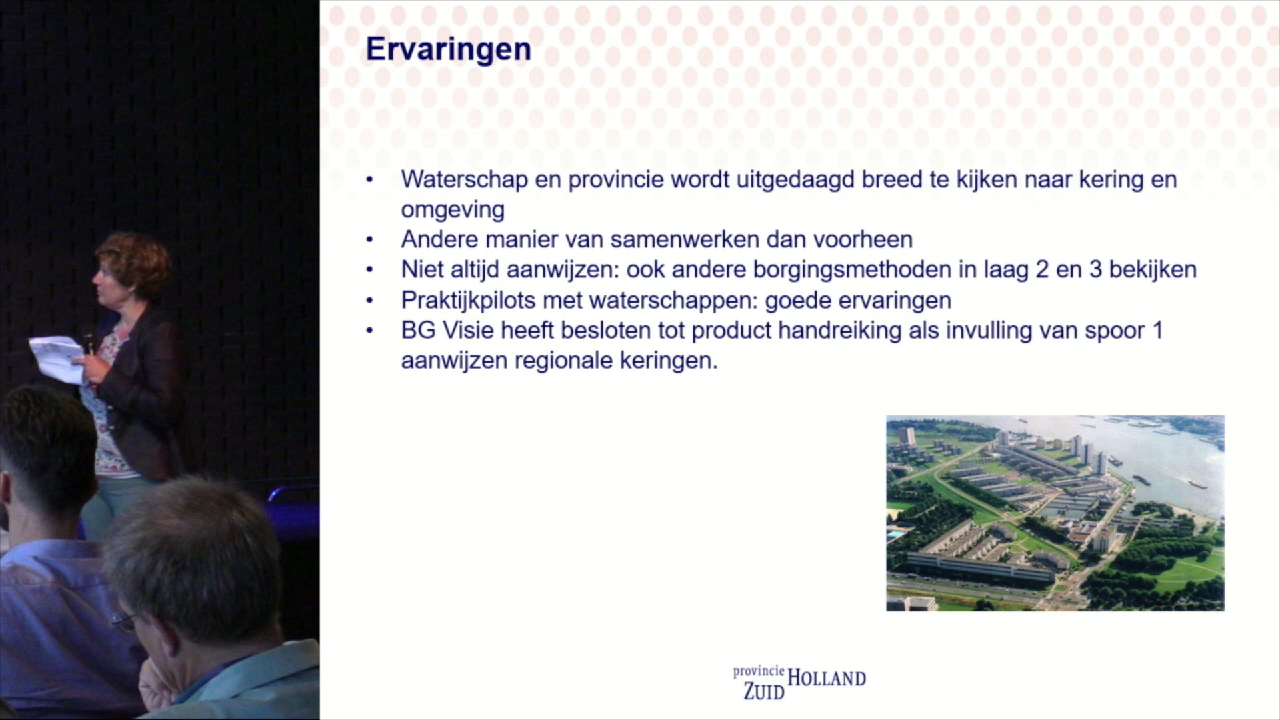 Ervaringen
• Waterschap en provincie wordt uitgedaagd breed te kijken naar kering en
omgeving
• Andere manier van samenwerken dan voorheen
• Niet altijd aanwijzen: ook andere borgingsmethoden in laag 2 en 3 bekijken
• Praktijkpilots met waterschappen: goede ervaringen
• BG Visie heeft besloten tot product handreiking als invulling van spoor 1
aanwijzen regionale keringen.
provincie HOLLAND
ZUID